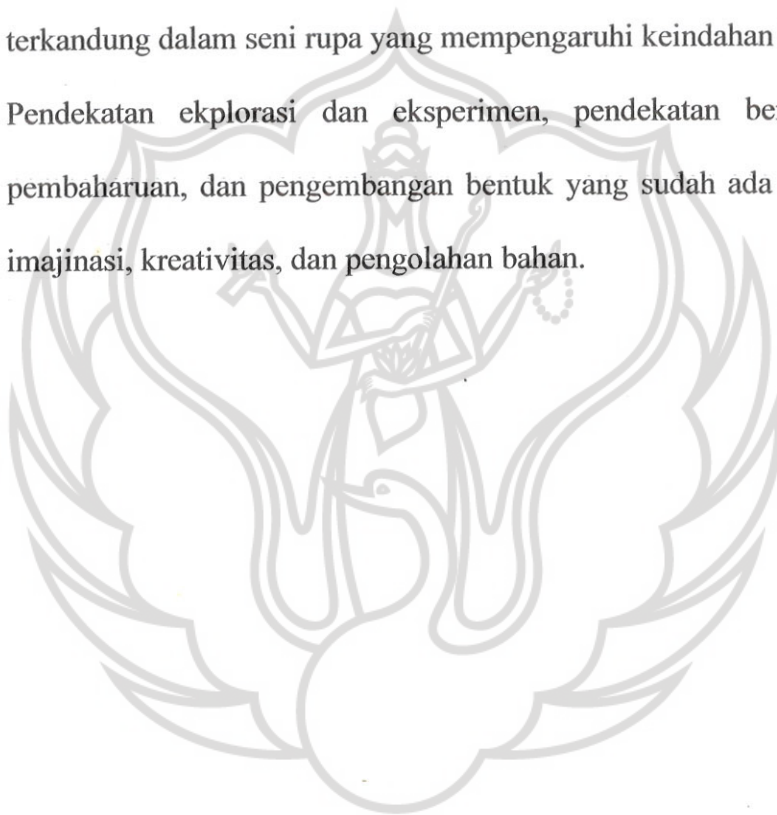 terkandung dalam seni rupa yang mempengaruhi keindahan
Pendekatan ekplorasi dan eksperimen, pendekatan
pembaharuan, dan pengembangan bentuk yang sudah ada
imajinasi, kreativitas, dan pengolahan bahan.